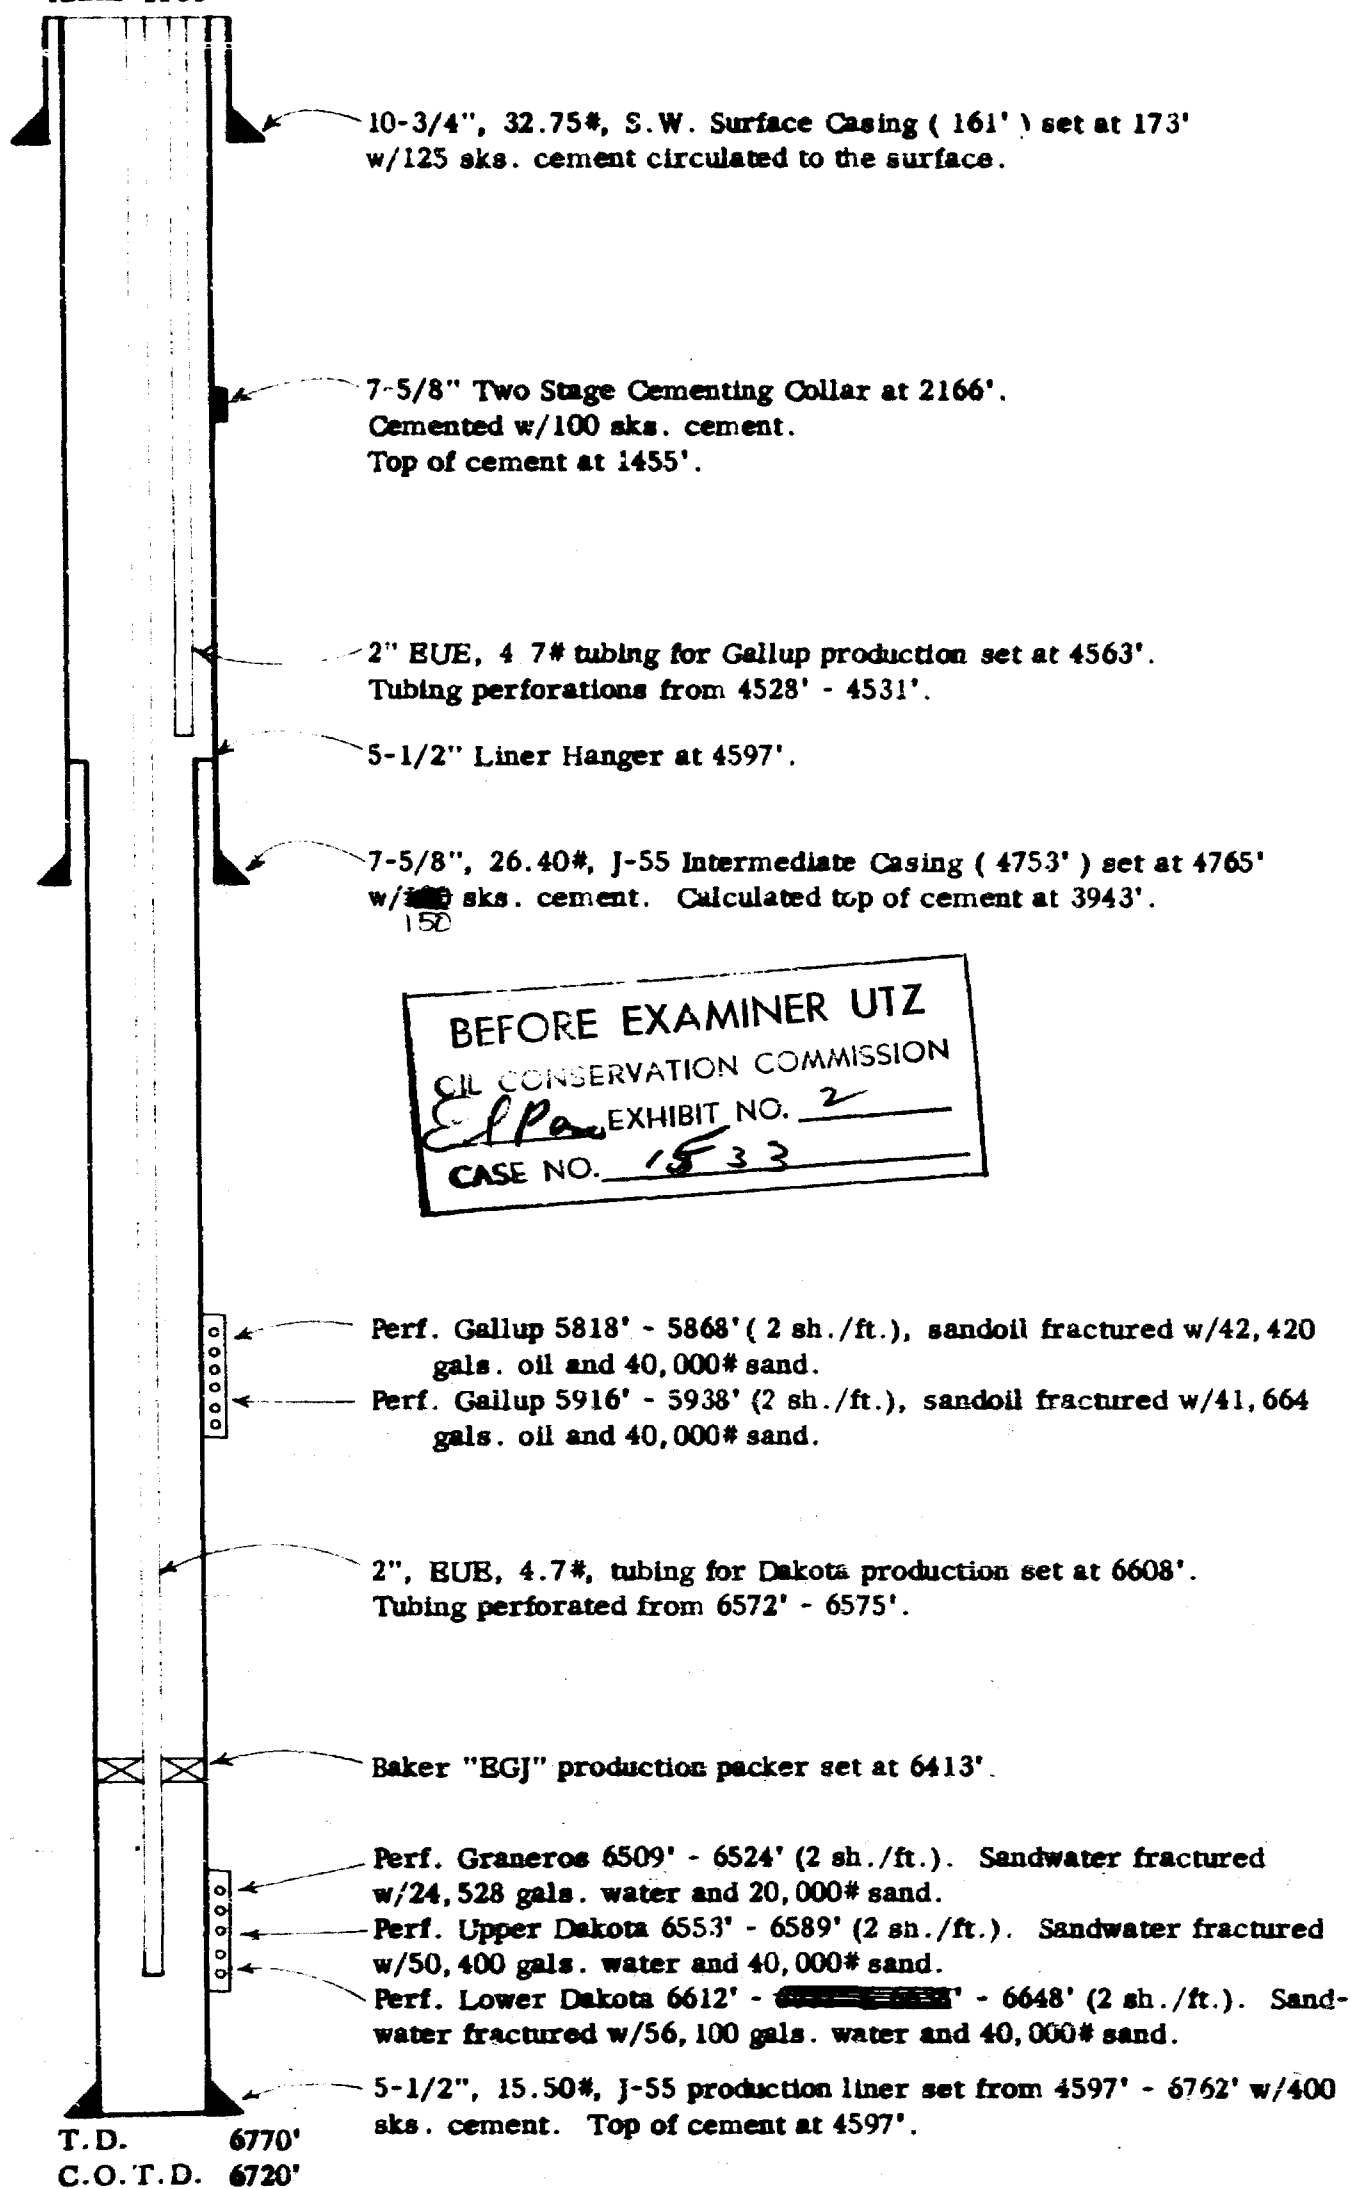 10-3/4", 32.75#, S.W. Surface Casing ( 161' ) set at 173'
w/125 sks. cement circulated to the surface.
7-5/8" Two Stage Cementing Collar at 2166'.
Cemented w/100 sks. cement.
Top of cement at 1455'.
2" EUE, 4 7# tubing for Gallup production set at 4563'.
Tubing perforations from 4528' - 4531'.
5-1/2" Liner Hanger at 4597'.
7-5/8", 26.40#, J-55 Intermediate Casing ( 4753' ) set at 4765'
w/ sks. cement. Calculated top of cement at 3943'.
150
BEFORE EXAMINER UTZ
OIL CONSERVATION COMMISSION
El Paso EXHIBIT NO. 2
CASE NO. 1533
Perf. Gallup 5818' - 5868' ( 2 sh./ft.), sandoil fractured w/42,420
gals. oil and 40,000# sand.
Perf. Gallup 5916' - 5938' (2 sh./ft.), sandoil fractured w/41,664
gals. oil and 40,000# sand.
2", EUE, 4.7#, tubing for Dakota production set at 6608'.
Tubing perforated from 6572' - 6575'.
Baker "EGJ" production packer set at 6413'.
Perf. Graneros 6509' - 6524' (2 sh./ft.). Sandwater fractured
w/24,528 gals. water and 20,000# sand.
Perf. Upper Dakota 6553' - 6589' (2 sh./ft.). Sandwater fractured
w/50,400 gals. water and 40,000# sand.
Perf. Lower Dakota 6612' - ' - 6648' (2 sh./ft.). Sand-
water fractured w/56,100 gals. water and 40,000# sand.
5-1/2", 15.50#, J-55 production liner set from 4597' - 6762' w/400
sks. cement. Top of cement at 4597'.
T.D. 6770'
C.O.T.D. 6720'